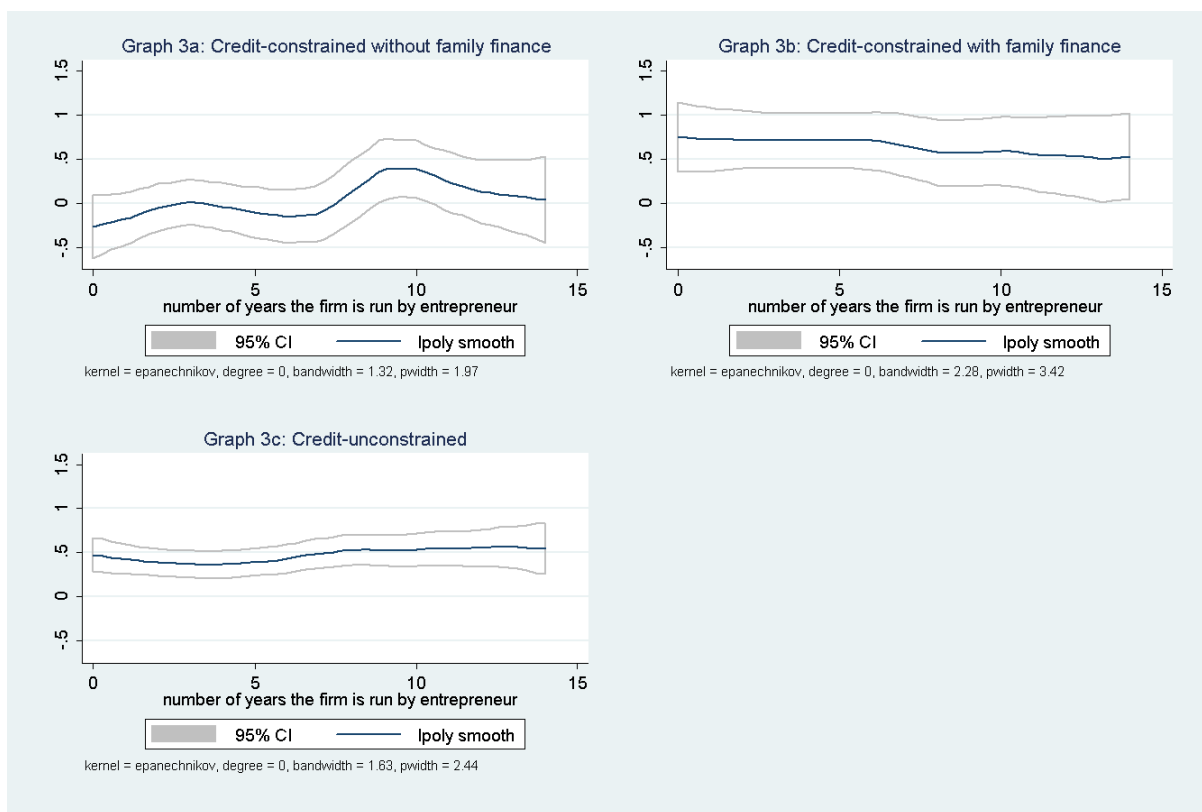 Graph 3a: Credit-constrained without family finance
1.5
1
.5
0
-.5
0 5 10 15
number of years the firm is run by entrepreneur
95% CI lpoly smooth
kernel = epanechnikov, degree = 0, bandwidth = 1.32, pwidth = 1.97
Graph 3b: Credit-constrained with family finance
1.5
1
.5
0
-.5
0 5 10 15
number of years the firm is run by entrepreneur
95% CI lpoly smooth
kernel = epanechnikov, degree = 0, bandwidth = 2.28, pwidth = 3.42
Graph 3c: Credit-unconstrained
1.5
1
.5
0
-.5
0 5 10 15
number of years the firm is run by entrepreneur
95% CI lpoly smooth
kernel = epanechnikov, degree = 0, bandwidth = 1.63, pwidth = 2.44